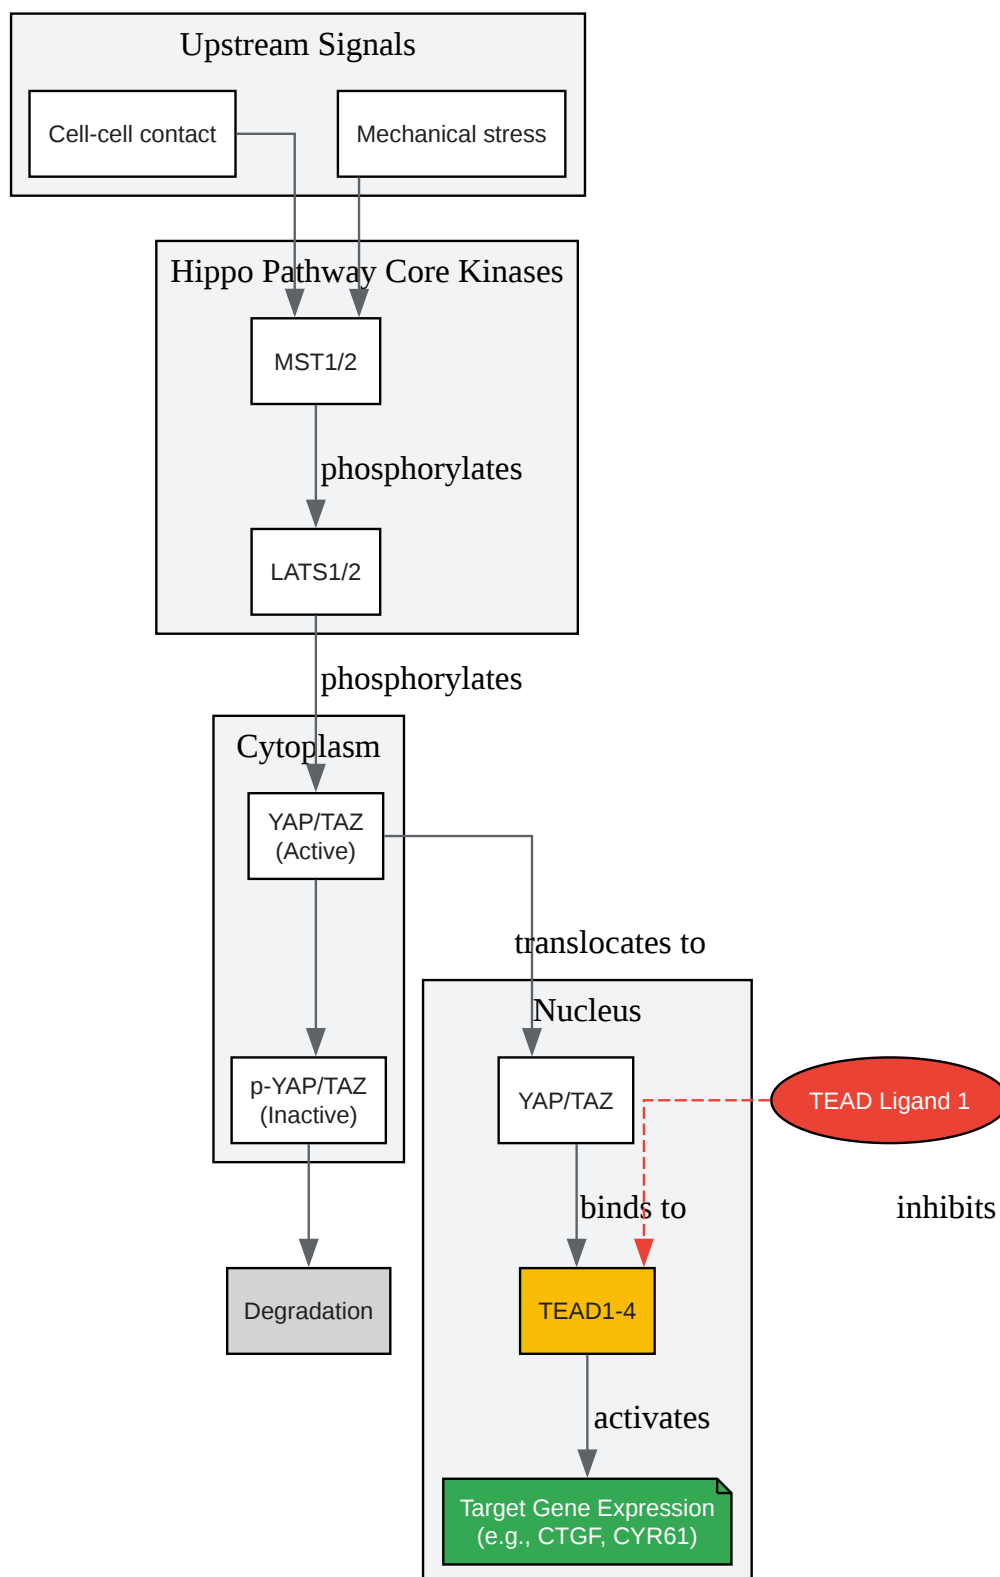 Upstream Signals
Cell-cell contact
Mechanical stress
Hippo Pathway Core Kinases
MST1/2
phosphorylates
LATS1/2
phosphorylates
Cytoplasm
YAP/TAZ
(Active)
translocates to
Nucleus
p-YAP/TAZ
(Inactive)
YAP/TAZ
TEAD Ligand 1
binds to
inhibits
Degradation
TEAD1-4
activates
Target Gene Expression
(e.g., CTGF, CYR61)